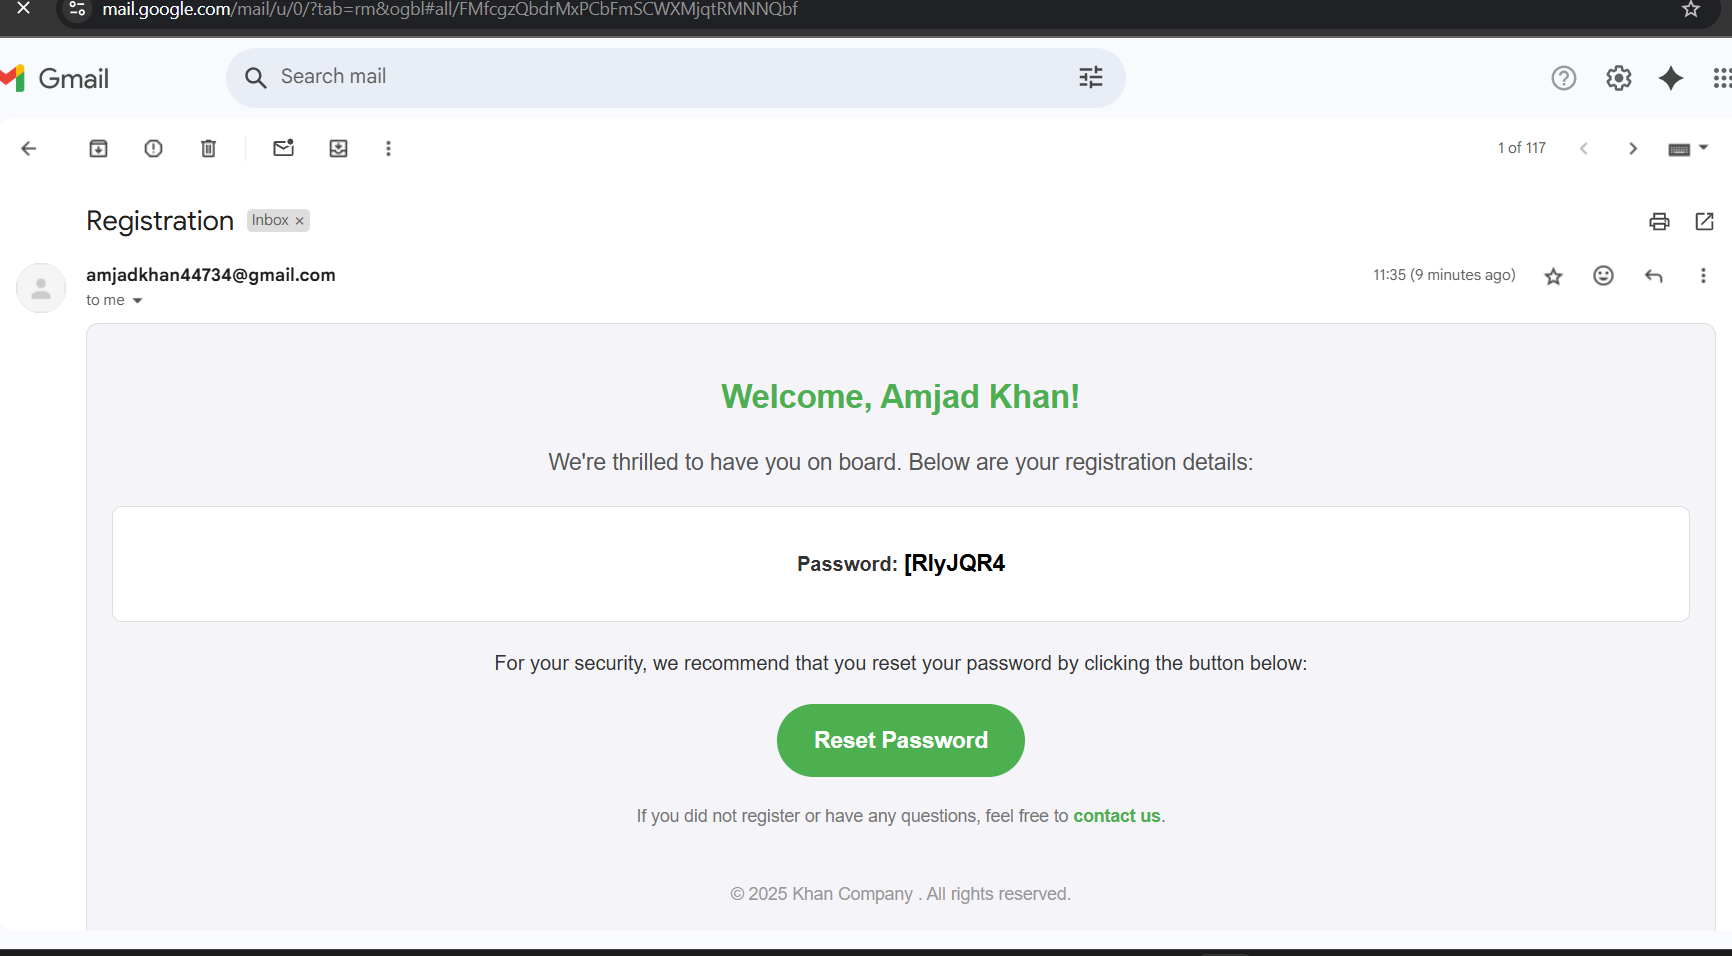 mail.google.com/mail/u/0/?tab=rm&ogbl#all/FMfcgzQbdrMxPCbFmSCWXMjqtRMNNQbf
Gmail
Search mail
1 of 117
Registration
Inbox ×
amjadkhan44734@gmail.com
11:35 (9 minutes ago)
to me
Welcome, Amjad Khan!
We're thrilled to have you on board. Below are your registration details:
Password: [RlyJQR4
For your security, we recommend that you reset your password by clicking the button below:
Reset Password
If you did not register or have any questions, feel free to contact us.
© 2025 Khan Company . All rights reserved.